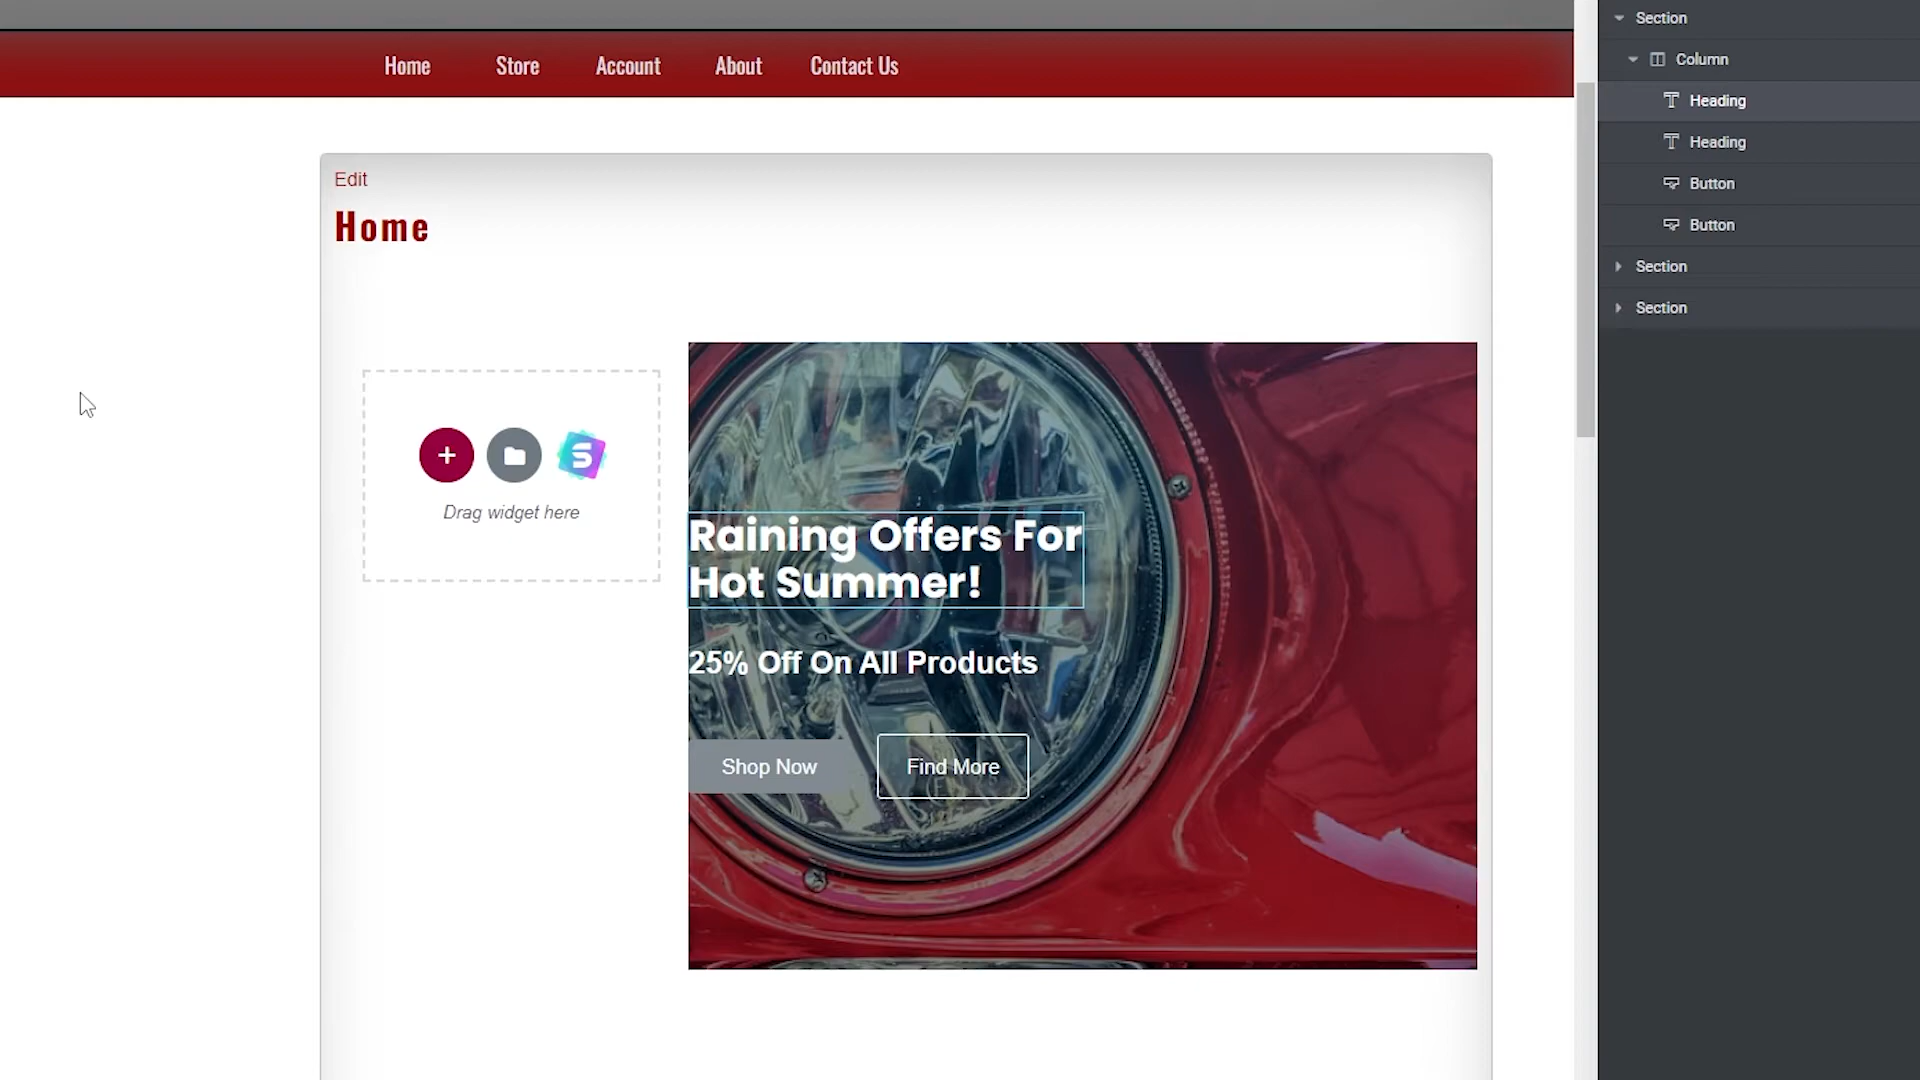 Home Store Account About Contact Us
Edit
Home
Drag widget here
Raining Offers For
Hot Summer!
25% Off On All Products
Shop Now
Find More
Section
Column
Heading
Heading
Button
Button
Section
Section